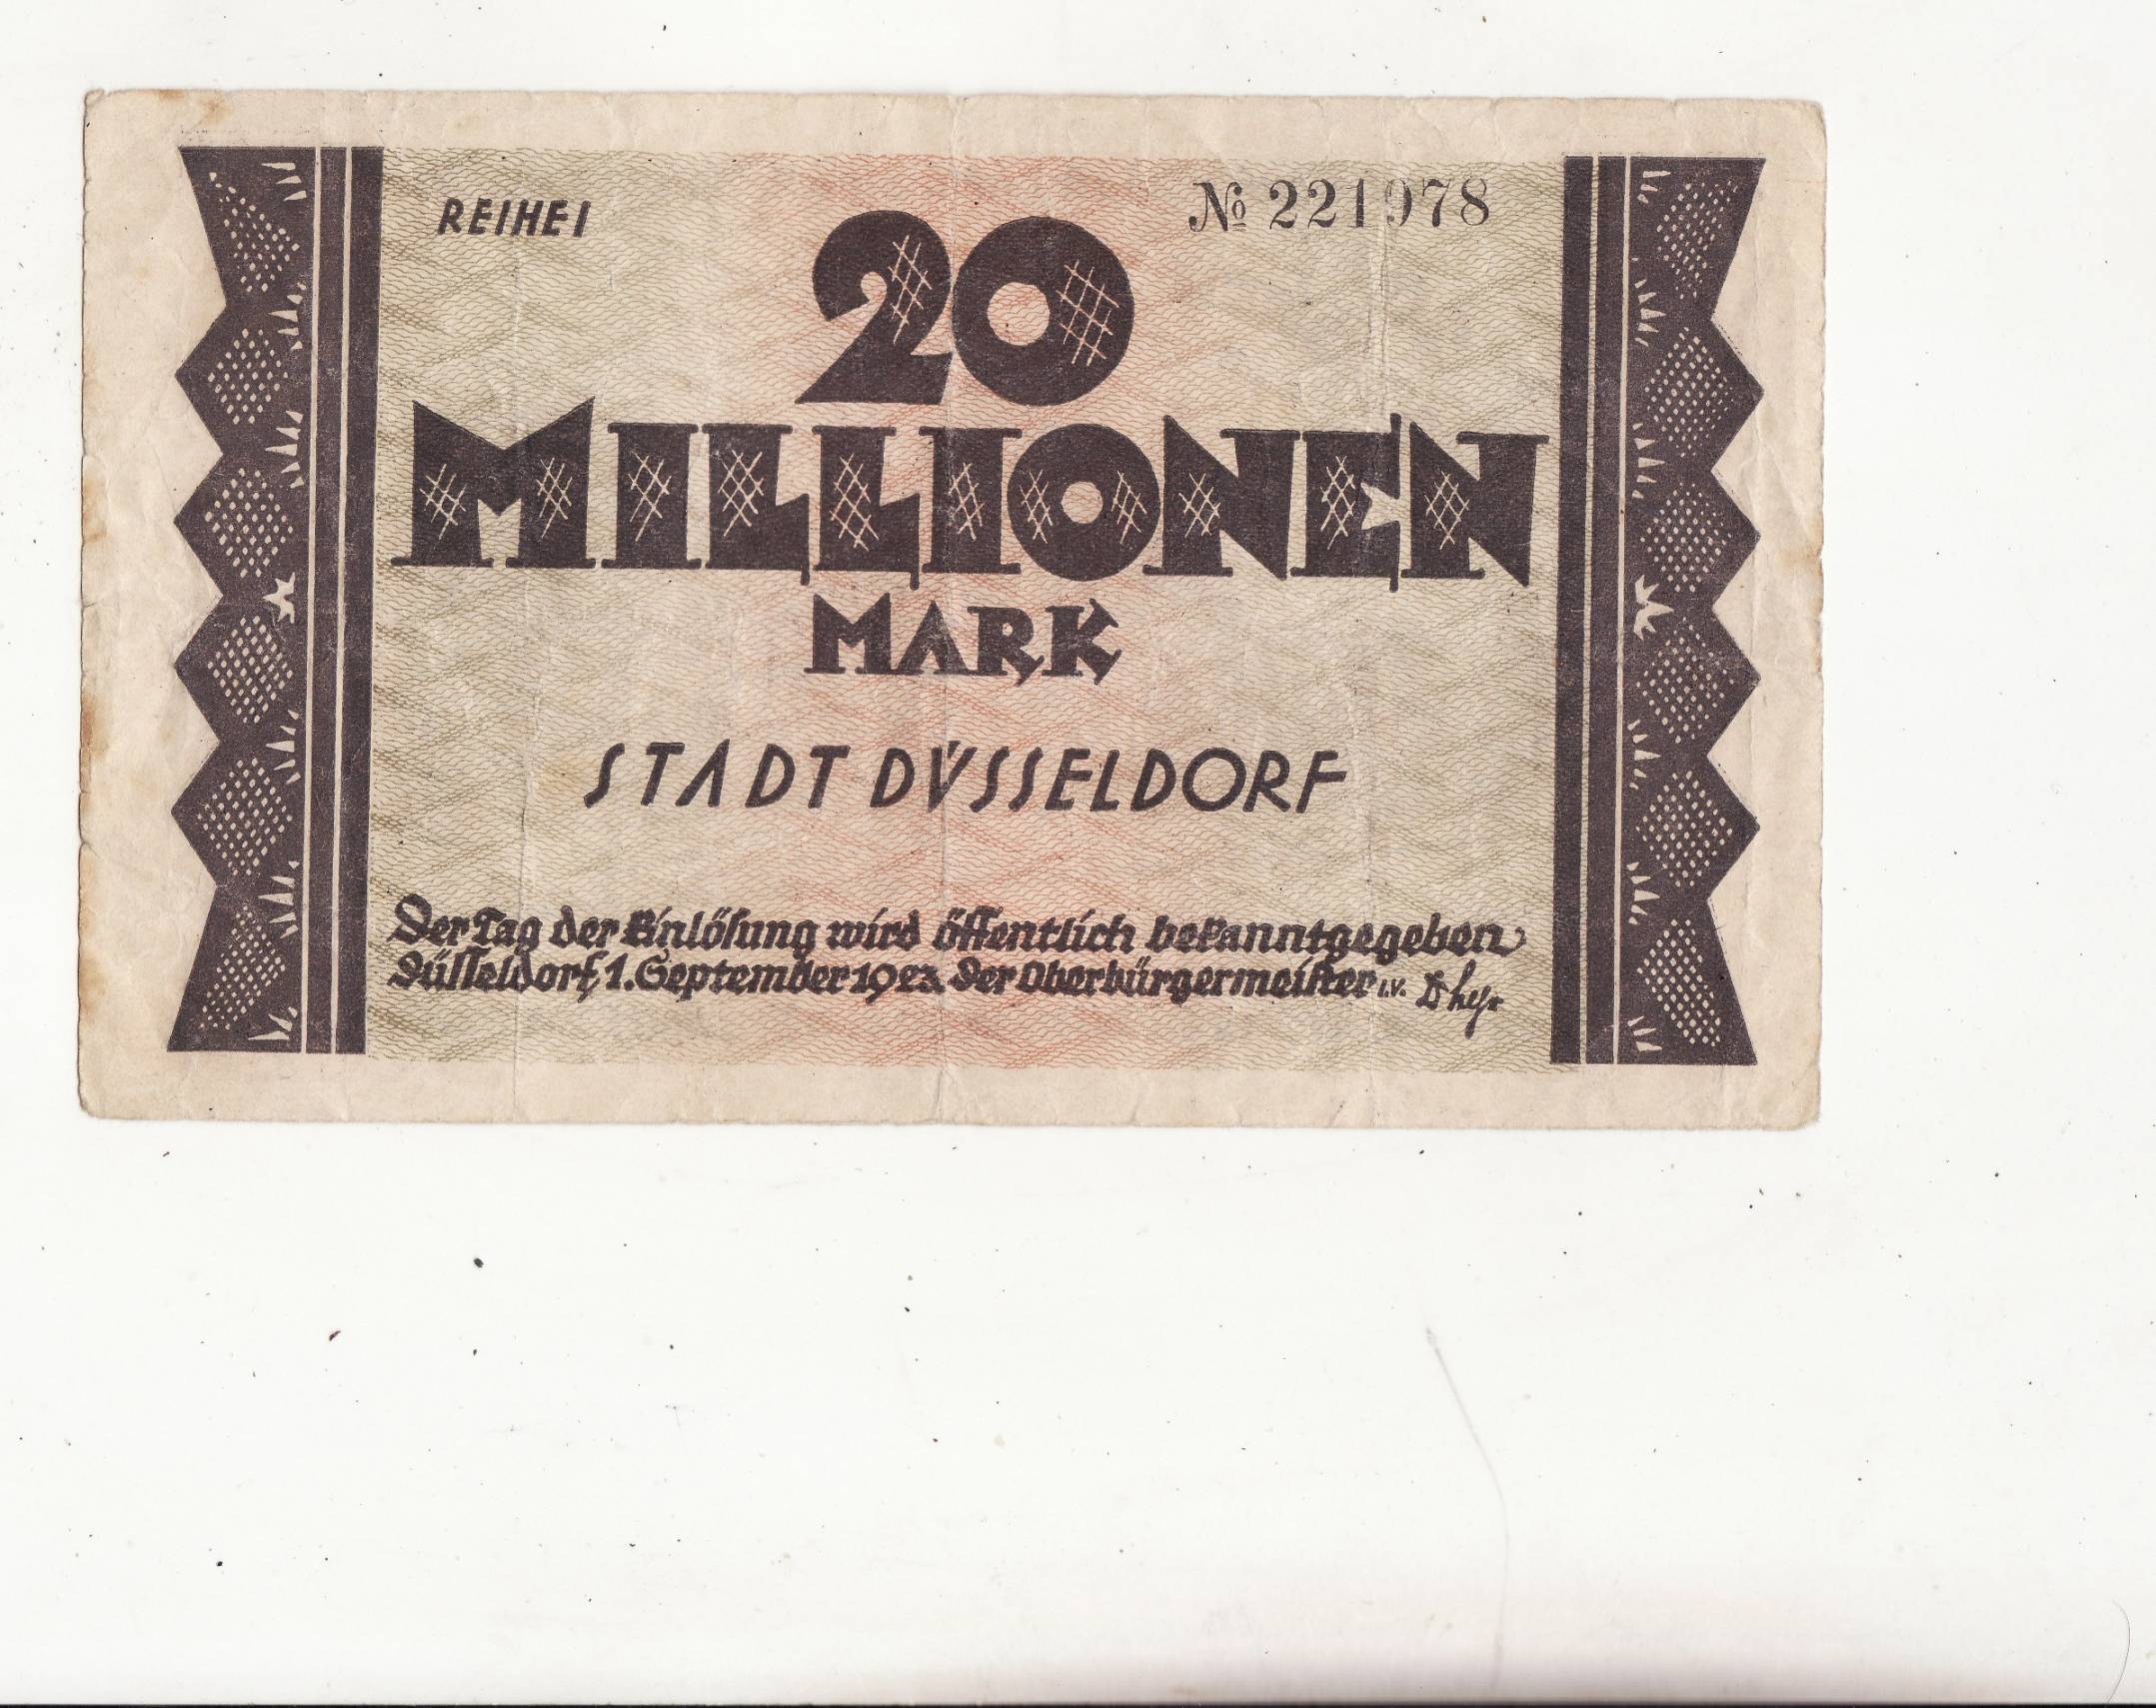 REIHE I
№ 221978
20
MILLIONEN
MARK
STADT DÜSSELDORF
Der Tag der Einlösung wird öffentlich bekanntgegeben
Düsseldorf, 1. September 1923. Der Oberbürgermeister i.V.